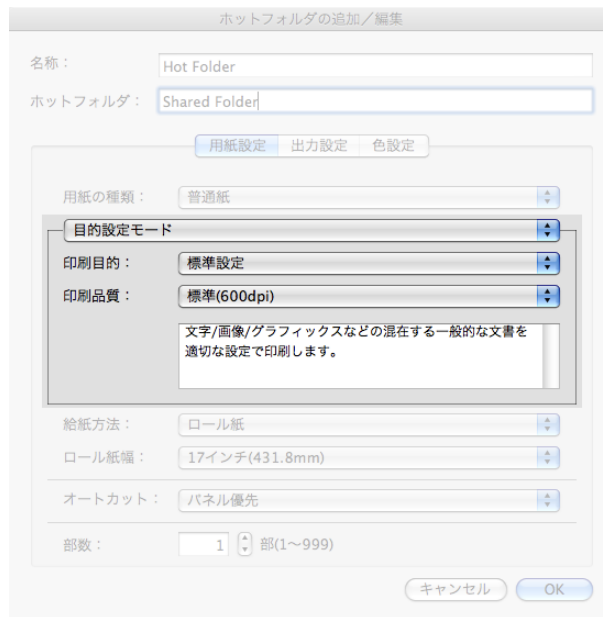 ホットフォルダの追加／編集
名称：
Hot Folder
ホットフォルダ：
Shared Folder
用紙設定 出力設定 色設定
用紙の種類：
普通紙
目的設定モード
印刷目的：
標準設定
印刷品質：
標準(600dpi)
文字/画像/グラフィックスなどの混在する一般的な文書を
適切な設定で印刷します。
給紙方法：
ロール紙
ロール紙幅：
17インチ(431.8mm)
オートカット：
パネル優先
部数：
1 部(1〜999)
キャンセル OK